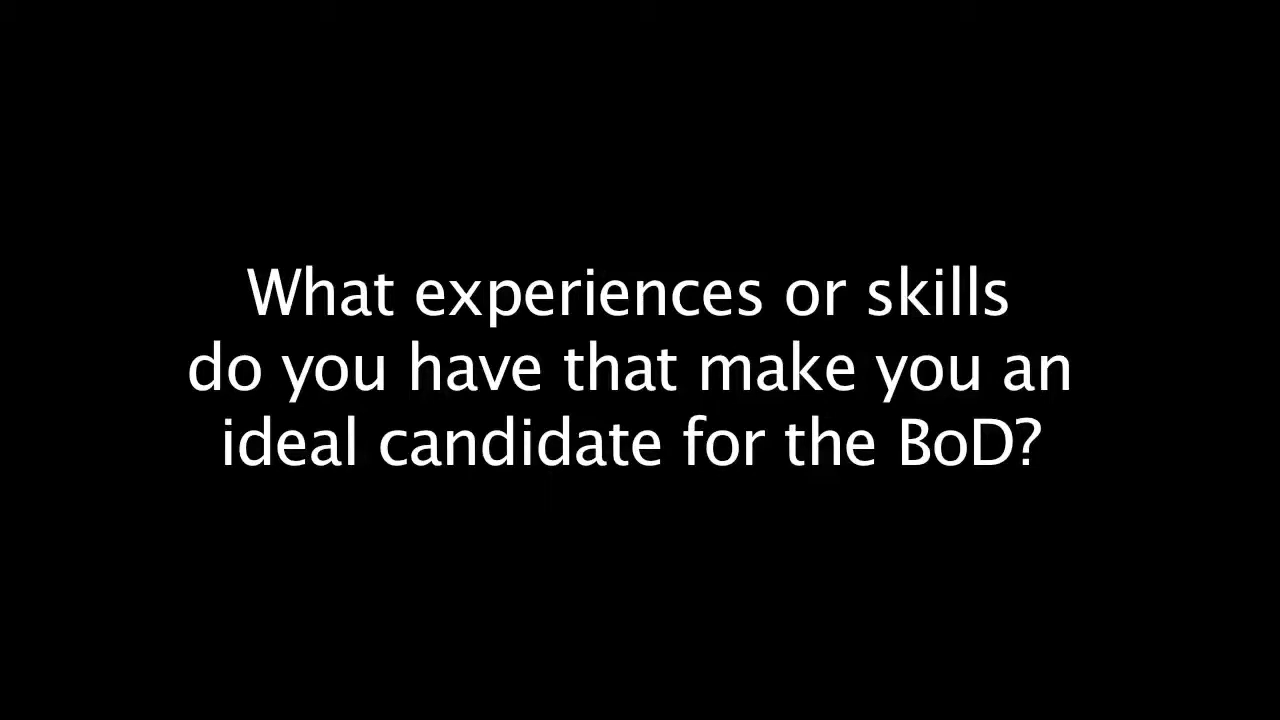 What experiences or skills
do you have that make you an
ideal candidate for the BoD?